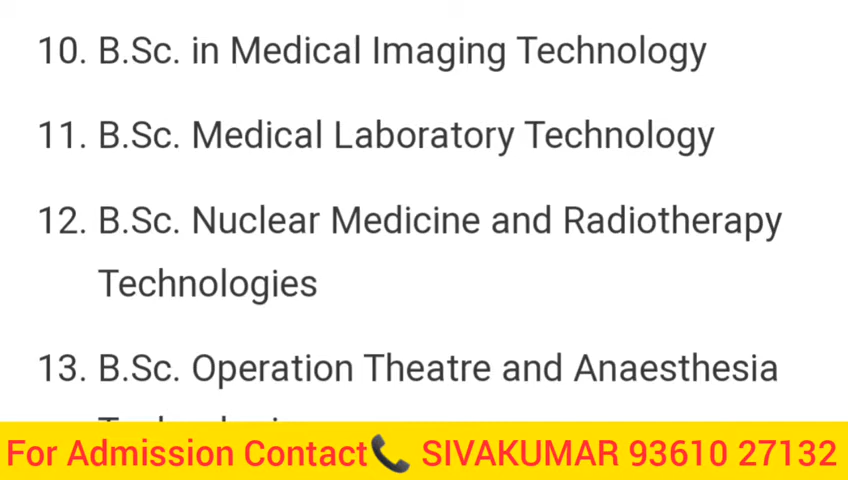 10. B.Sc. in Medical Imaging Technology
11. B.Sc. Medical Laboratory Technology
12. B.Sc. Nuclear Medicine and Radiotherapy
Technologies
13. B.Sc. Operation Theatre and Anaesthesia
For Admission Contact SIVAKUMAR 93610 27132